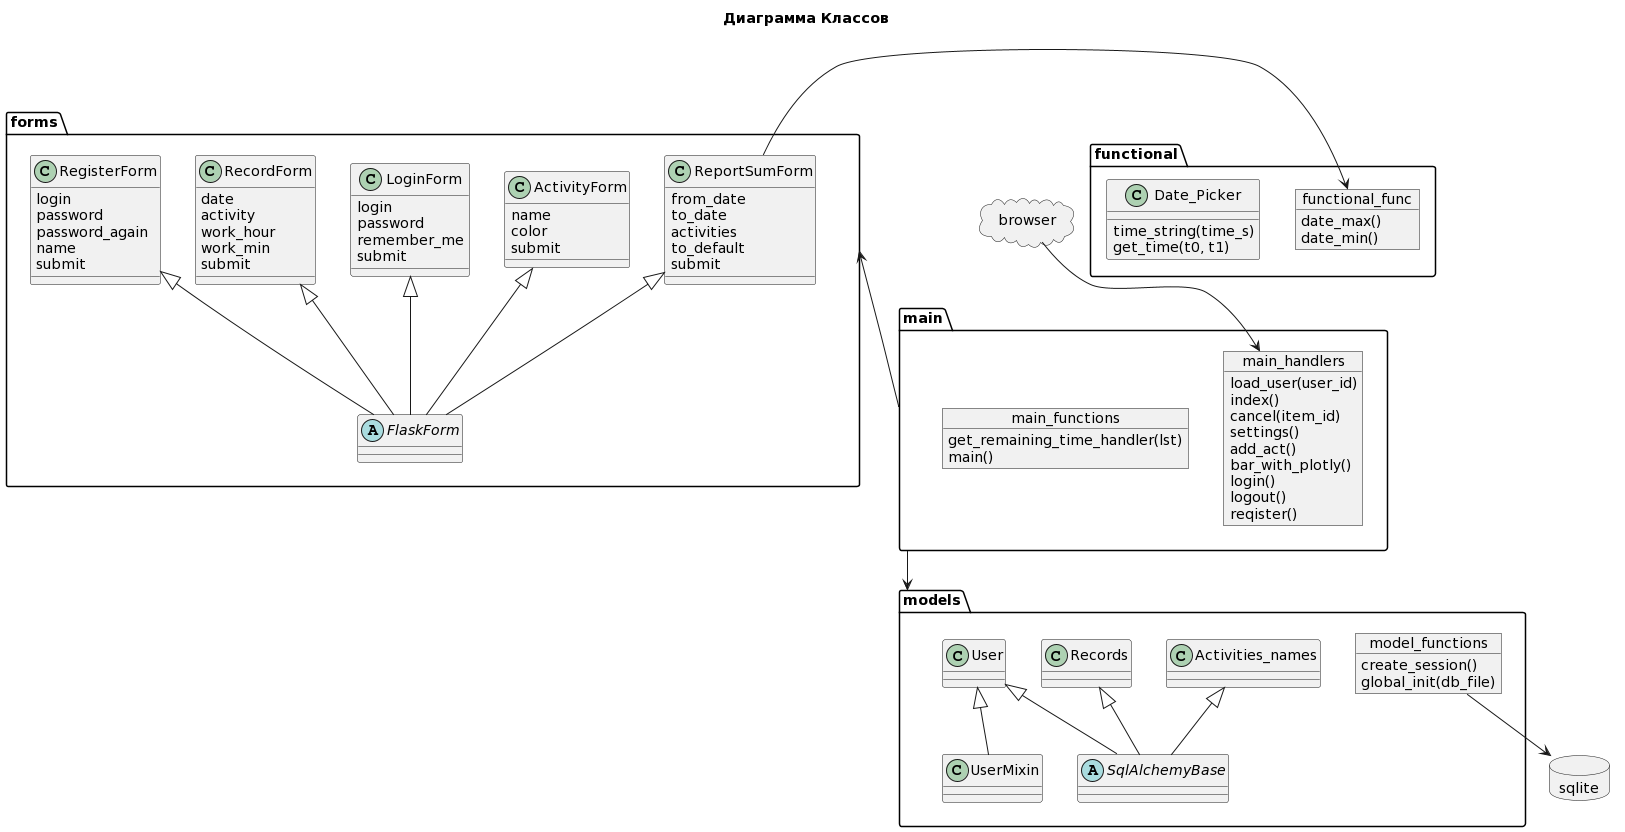 Диаграмма Классов
forms
C RegisterForm
login
password
password_again
name
submit
C RecordForm
date
activity
work_hour
work_min
submit
C LoginForm
login
password
remember_me
submit
C ActivityForm
name
color
submit
C ReportSumForm
from_date
to_date
activities
to_default
submit
A FlaskForm
browser
functional
C Date_Picker
time_string(time_s)
get_time(t0, t1)
functional_func
date_max()
date_min()
main
main_functions
get_remaining_time_handler(lst)
main()
main_handlers
load_user(user_id)
index()
cancel(item_id)
settings()
add_act()
bar_with_plotly()
login()
logout()
reqister()
models
C User
C Records
C Activities_names
model_functions
create_session()
global_init(db_file)
C UserMixin
A SqlAlchemyBase
sqlite